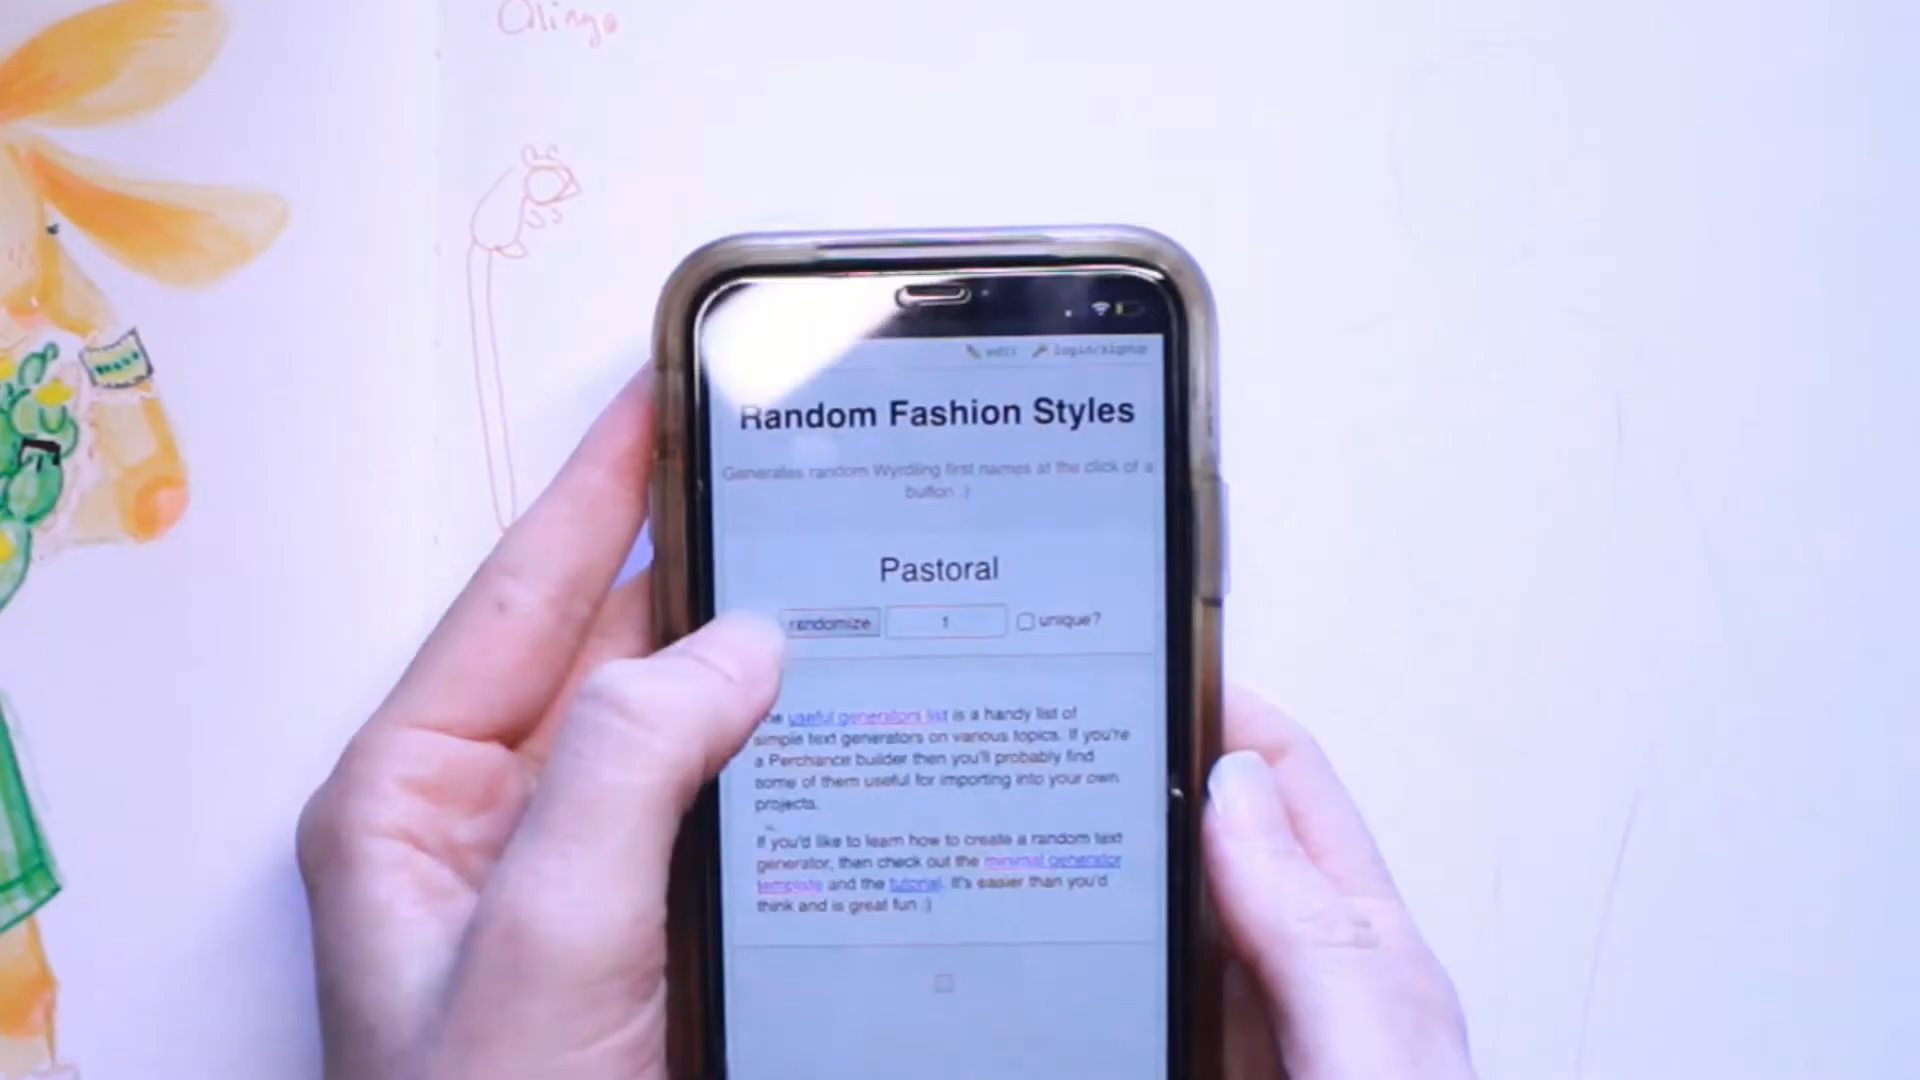 Olingo
edit login/signup
Random Fashion Styles
Generates random Wyrdling first names at the click of a
button :)
Pastoral
randomize 1 unique?
The useful generators list is a handy list of
simple text generators on various topics. If you're
a Perchance builder then you'll probably find
some of them useful for importing into your own
projects.
If you'd like to learn how to create a random text
generator, then check out the minimal generator
template and the tutorial. It's easier than you'd
think and is great fun :)